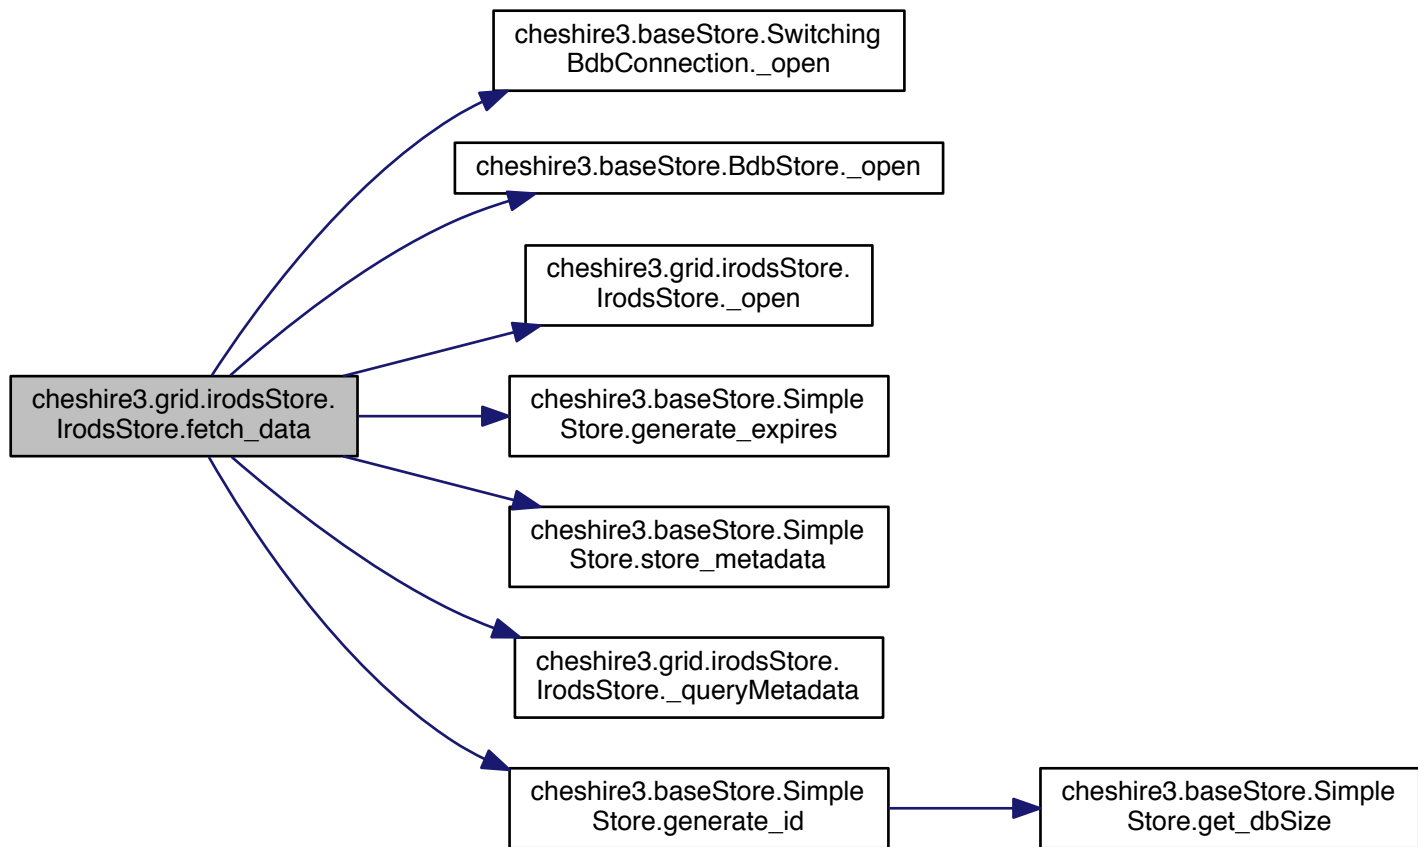 cheshire3.baseStore.Switching
BdbConnection._open
cheshire3.baseStore.BdbStore._open
cheshire3.grid.irodsStore.
IrodsStore._open
cheshire3.grid.irodsStore.
IrodsStore.fetch_data
cheshire3.baseStore.Simple
Store.generate_expires
cheshire3.baseStore.Simple
Store.store_metadata
cheshire3.grid.irodsStore.
IrodsStore._queryMetadata
cheshire3.baseStore.Simple
Store.generate_id
cheshire3.baseStore.Simple
Store.get_dbSize